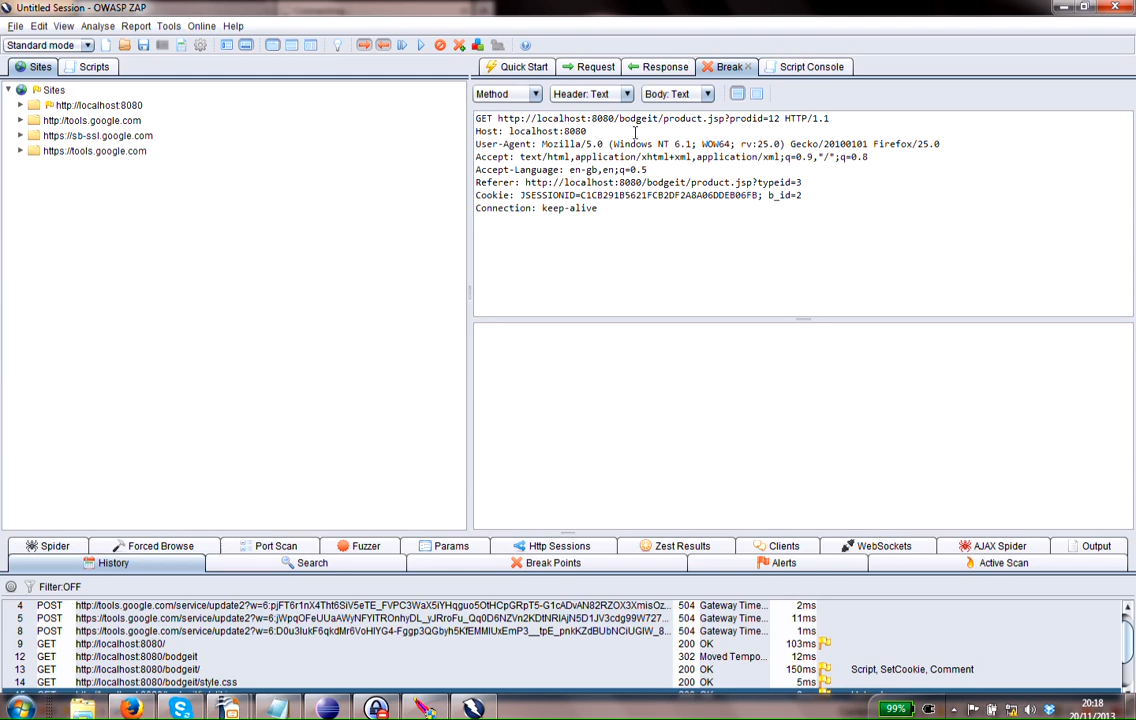 Untitled Session - OWASP ZAP
File Edit View Analyse Report Tools Online Help
Standard mode
Sites Scripts
Quick Start Request Response Break Script Console
Sites
http://localhost:8080
http://tools.google.com
https://sb-ssl.google.com
https://tools.google.com
Method Header: Text Body: Text
GET http://localhost:8080/bodgeit/product.jsp?prodid=12 HTTP/1.1
Host: localhost:8080
User-Agent: Mozilla/5.0 (Windows NT 6.1; WOW64; rv:25.0) Gecko/20100101 Firefox/25.0
Accept: text/html,application/xhtml+xml,application/xml;q=0.9,*/*;q=0.8
Accept-Language: en-gb,en;q=0.5
Referer: http://localhost:8080/bodgeit/product.jsp?typeid=3
Cookie: JSESSIONID=C1CB291B5621FCB2DF2A8A06DDEB06FB; b_id=2
Connection: keep-alive
Spider Forced Browse Port Scan Fuzzer Params Http Sessions Zest Results Clients WebSockets AJAX Spider Output
History Search Break Points Alerts Active Scan
Filter:OFF
4 POST 504 Gateway Time... 2ms
5 POST 504 Gateway Time... 11ms
8 POST 504 Gateway Time... 1ms
9 GET http://localhost:8080/ 200 OK 103ms
12 GET http://localhost:8080/bodgeit 302 Moved Tempo... 12ms
13 GET http://localhost:8080/bodgeit/ 200 OK 150ms Script, SetCookie, Comment
14 GET http://localhost:8080/bodgeit/style.css 200 OK 5ms
99% 20:18
20/11/2013